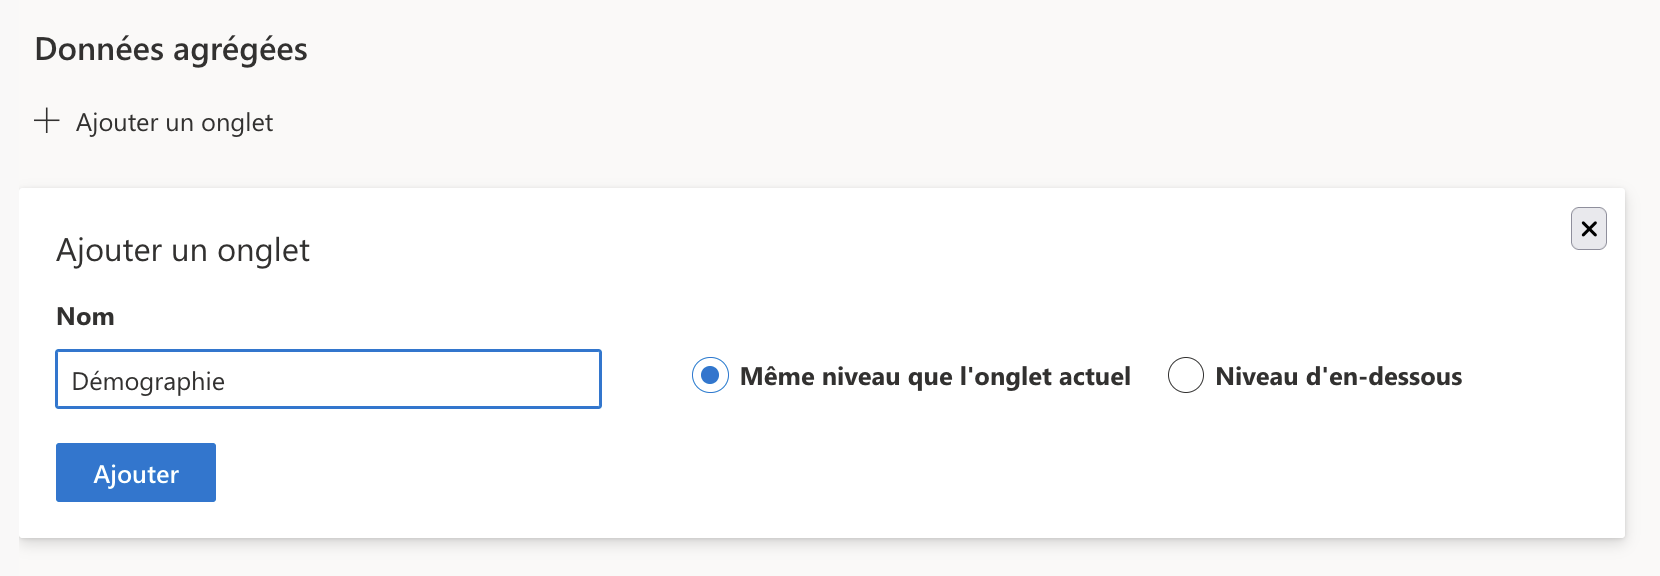 Données agrégées
Ajouter un onglet
Ajouter un onglet
Nom
Démographie
Même niveau que l'onglet actuel Niveau d'en-dessous
Ajouter